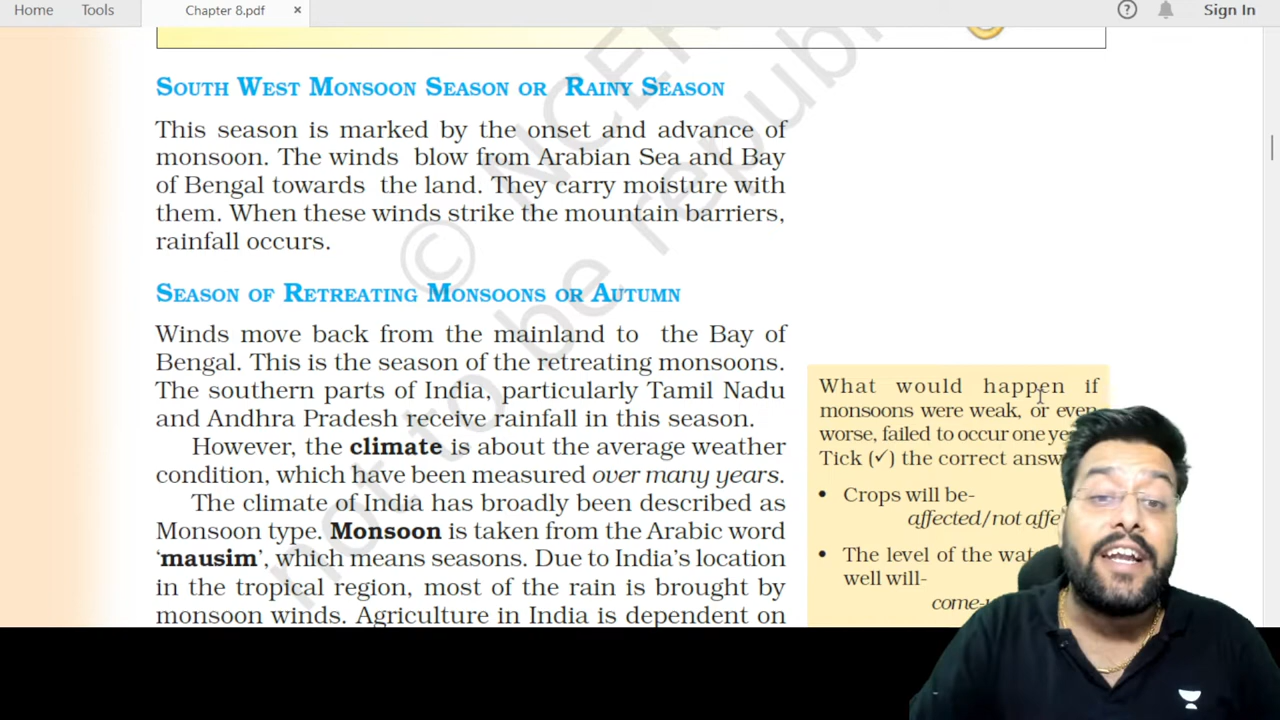 Home Tools Chapter 8.pdf × Sign In
SOUTH WEST MONSOON SEASON OR RAINY SEASON
This season is marked by the onset and advance of
monsoon. The winds blow from Arabian Sea and Bay
of Bengal towards the land. They carry moisture with
them. When these winds strike the mountain barriers,
rainfall occurs.
SEASON OF RETREATING MONSOONS OR AUTUMN
Winds move back from the mainland to the Bay of
Bengal. This is the season of the retreating monsoons.
The southern parts of India, particularly Tamil Nadu
and Andhra Pradesh receive rainfall in this season.
However, the climate is about the average weather
condition, which have been measured over many years.
The climate of India has broadly been described as
Monsoon type. Monsoon is taken from the Arabic word
‘mausim’, which means seasons. Due to India’s location
in the tropical region, most of the rain is brought by
monsoon winds. Agriculture in India is dependent on
What would happen if
monsoons were weak, or even
worse, failed to occur one
Tick (✓) the correct
• Crops will be-
affected/not
• The level of the
well will-
© NCER
not to be republ